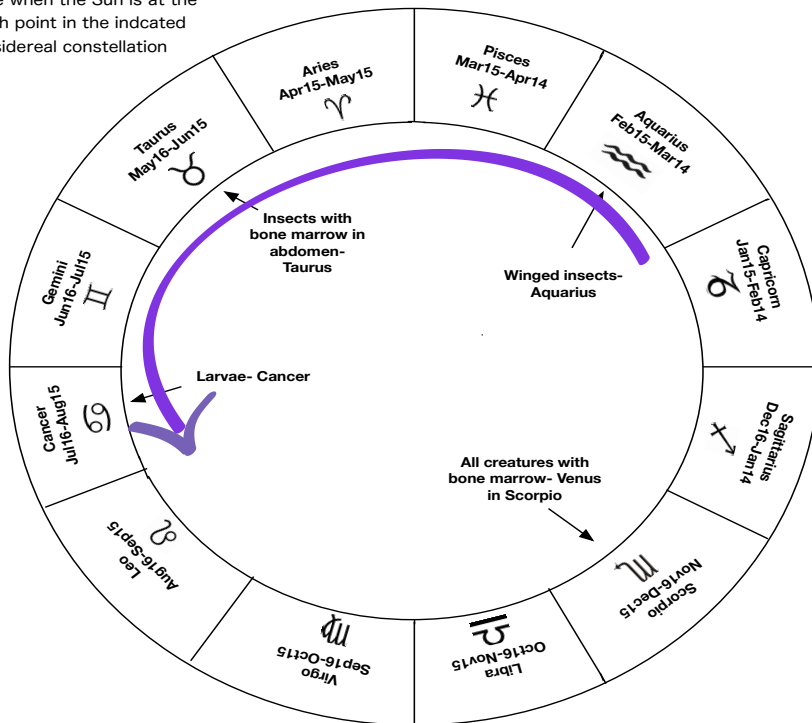 e when the Sun is at the
h point in the indcated
sidereal constellation
Aries
Apr15-May15
Pisces
Mar15-Apr14
Taurus
May16-Jun15
Aquarius
Feb15-Mar14
Insects with
bone marrow in
abdomen-
Taurus
Winged insects-
Aquarius
Gemini
Jun16-Jul15
Capricorn
Jan15-Feb14
Larvae- Cancer
Cancer
Jul16-Aug15
Sagittarius
Dec16-Jan14
All creatures with
bone marrow- Venus
in Scorpio
Leo
Aug16-Sep15
Scorpio
Nov16-Dec15
Virgo
Sep16-Oct15
Libra
Oct16-Nov15